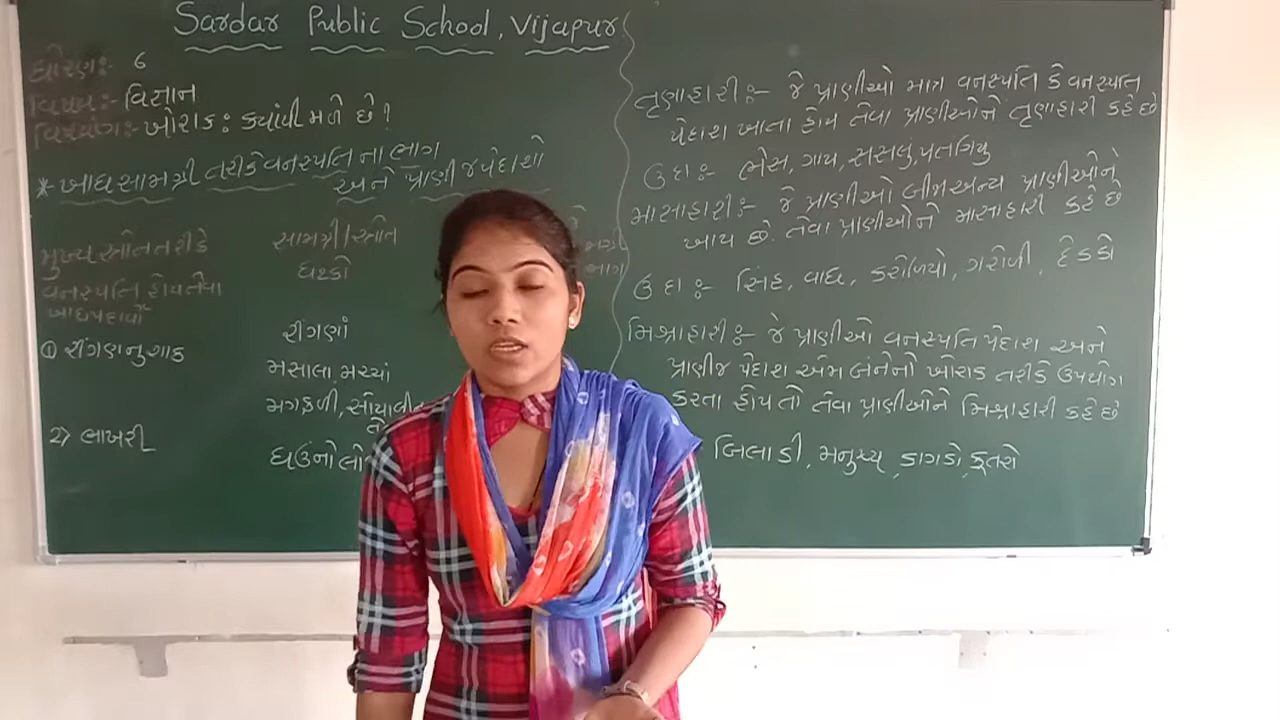 Sardar Public School, Vijapur
ધોરણ:- 6
વિષય:- વિજ્ઞાન
વિષયાંગ:- ખોરાક: ક્યાંથી મળે છે?
* ખાદ્યસામગ્રી તરીકે વનસ્પતિના ભાગ
અને પ્રાણીજ પેદાશો
મુખ્ય સ્ત્રોત તરીકે
વનસ્પતિ હોય તેવા
ખાદ્યપદાર્થો
સામગ્રી/સ્ત્રોત
ઘટકો
① રીંગણનુ શાક
રીંગણાં
મસાલા, મરચાં
મગફળી, સોયાબીન
2) ભાખરી
ઘઉંનો
તૃણાહારી:- જે પ્રાણીઓ માત્ર વનસ્પતિ કે વનસ્પતિ
પેદાશ ખાતા હોય તેવા પ્રાણીઓને તૃણાહારી કહે છે
ઉદા:- ભેંસ, ગાય, સસલું, પતંગિયુ
માસાહારી:- જે પ્રાણીઓ બીજા અન્ય પ્રાણીઓને
ખાય છે. તેવા પ્રાણીઓને માસાહારી કહે છે
ઉદા:- સિંહ, વાઘ, કરોળિયો, ગરોળી, દેડકો
મિશ્રાહારી:- જે પ્રાણીઓ વનસ્પતિ પેદાશ અને
પ્રાણીજ પેદાશ એમ બંનેનો ખોરાક તરીકે ઉપયોગ
કરતા હોય તો તેવા પ્રાણીઓને મિશ્રાહારી કહે છે
બિલાડી, મનુષ્ય, કાગડો, કૂતરો